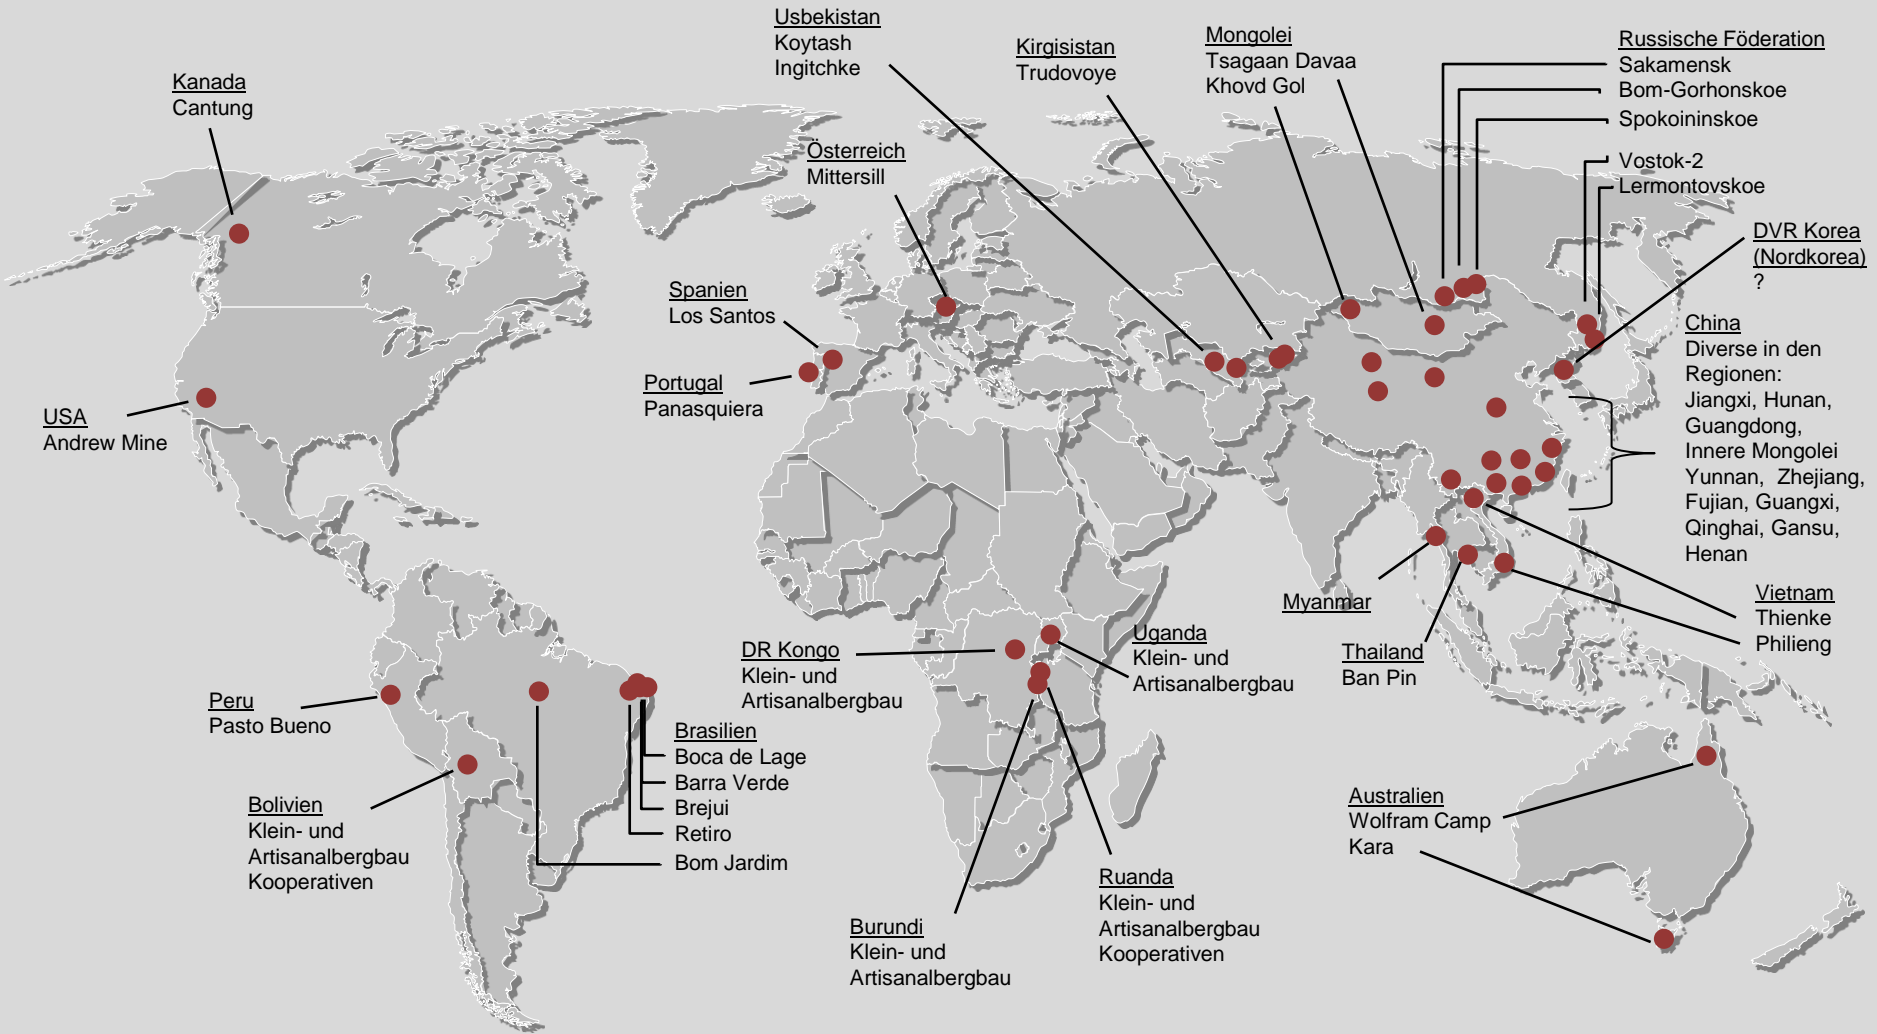 Kanada
Cantung
USA
Andrew Mine
Peru
Pasto Bueno
Bolivien
Klein- und
Artisanalbergbau
Kooperativen
Brasilien
Boca de Lage
Barra Verde
Brejui
Retiro
Bom Jardim
Spanien
Los Santos
Portugal
Panasquiera
Österreich
Mittersill
Usbekistan
Koytash
Ingitchke
Kirgisistan
Trudovoye
Mongolei
Tsagaan Davaa
Khovd Gol
Russische Föderation
Sakamensk
Bom-Gorhonskoe
Spokoininskoe
Vostok-2
Lermontovskoe
DVR Korea
(Nordkorea)
?
China
Diverse in den
Regionen:
Jiangxi, Hunan,
Guangdong,
Innere Mongolei
Yunnan, Zhejiang,
Fujian, Guangxi,
Qinghai, Gansu,
Henan
Vietnam
Thienke
Philieng
Myanmar
Thailand
Ban Pin
DR Kongo
Klein- und
Artisanalbergbau
Uganda
Klein- und
Artisanalbergbau
Burundi
Klein- und
Artisanalbergbau
Ruanda
Klein- und
Artisanalbergbau
Kooperativen
Australien
Wolfram Camp
Kara